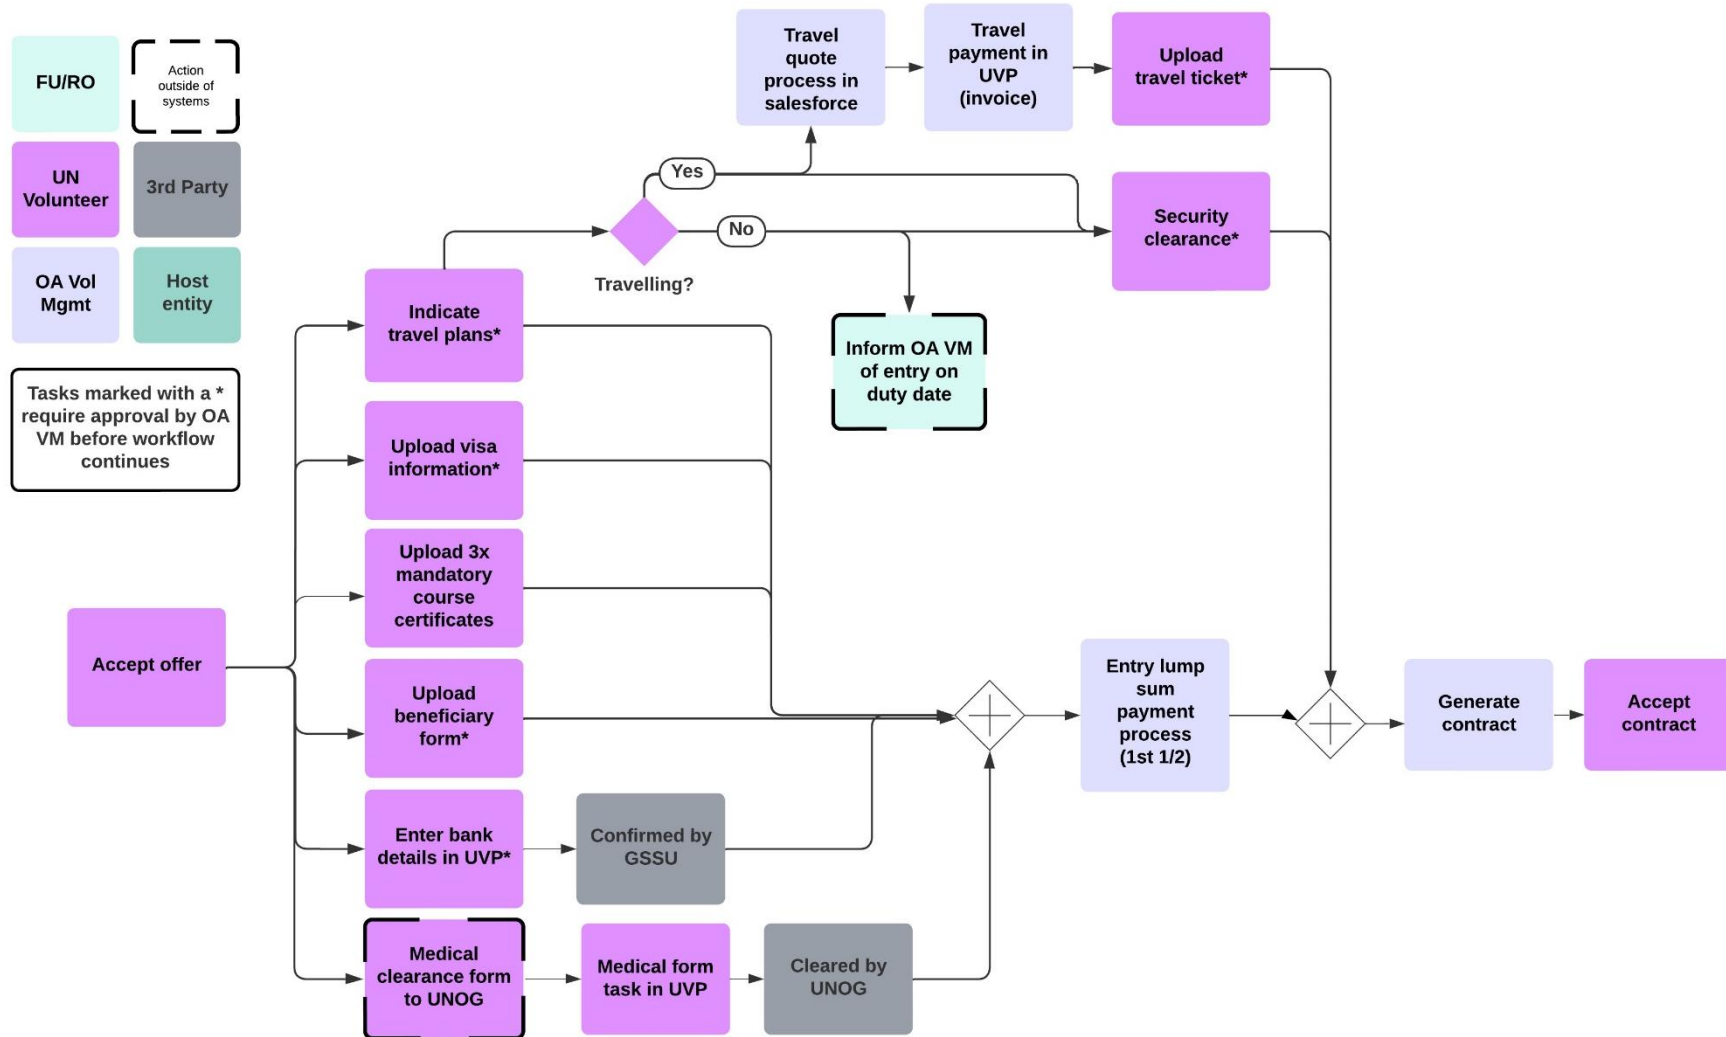 FU/RO
Action
outside of
systems
UN
Volunteer
3rd Party
OA Vol
Mgmt
Host
entity
Tasks marked with a *
require approval by OA
VM before workflow
continues
Travel
quote
process in
salesforce
Travel
payment in
UVP
(invoice)
Upload
travel ticket*
Yes
No
Travelling?
Security
clearance*
Inform OA VM
of entry on
duty date
Indicate
travel plans*
Upload visa
information*
Upload 3x
mandatory
course
certificates
Accept offer
Upload
beneficiary
form*
Enter bank
details in UVP*
Confirmed by
GSSU
Medical
clearance form
to UNOG
Medical form
task in UVP
Cleared by
UNOG
Entry lump
sum
payment
process
(1st 1/2)
Generate
contract
Accept
contract